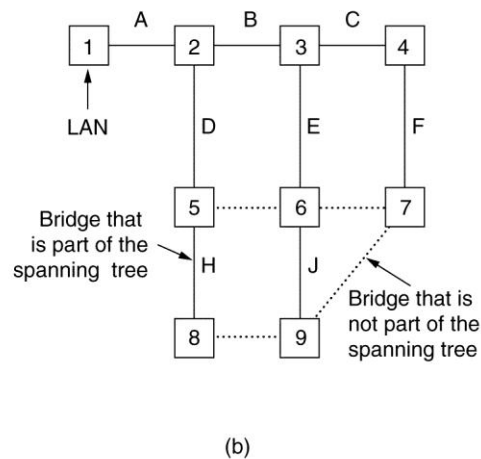 A B C
1 2 3 4
LAN
D E F
5 6 7
Bridge that
is part of the
spanning tree
H J
Bridge that is
not part of the
spanning tree
8 9
(b)